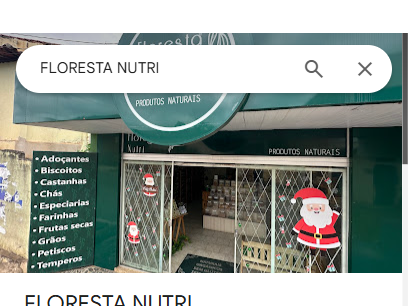 FLORESTA NUTRI
floresta
PRODUTOS NATURAIS
Nutri
PRODUTOS NATURAIS
• Adoçantes
• Biscoitos
• Castanhas
• Chás
• Especiarias
• Farinhas
• Frutas secas
• Grãos
• Petiscos
• Temperos
FLORESTA NUTRI